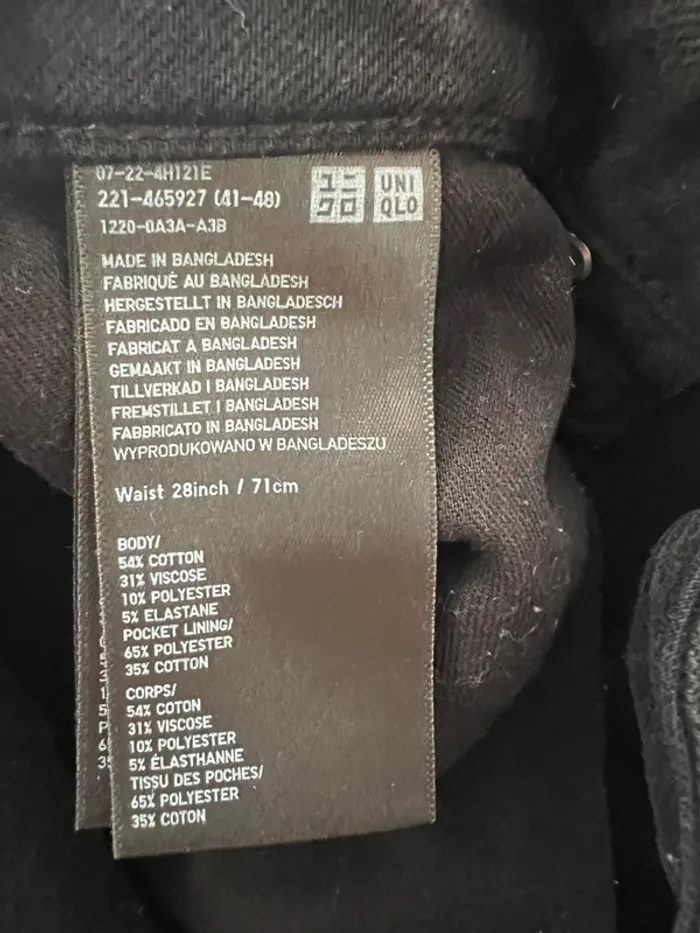 07-22-4H121E
221-465927 (41-48)
1220-0A3A-A3B
UNI
QLO
MADE IN BANGLADESH
FABRIQUÉ AU BANGLADESH
HERGESTELLT IN BANGLADESCH
FABRICADO EN BANGLADESH
FABRICAT A BANGLADESH
GEMAAKT IN BANGLADESH
TILLVERKAD I BANGLADESH
FREMSTILLET I BANGLADESH
FABBRICATO IN BANGLADESH
WYPRODUKOWANO W BANGLADESZU
Waist 28inch / 71cm
BODY/
54% COTTON
31% VISCOSE
10% POLYESTER
5% ELASTANE
POCKET LINING/
65% POLYESTER
35% COTTON
CORPS/
54% COTON
31% VISCOSE
10% POLYESTER
5% ÉLASTHANNE
TISSU DES POCHES/
65% POLYESTER
35% COTON